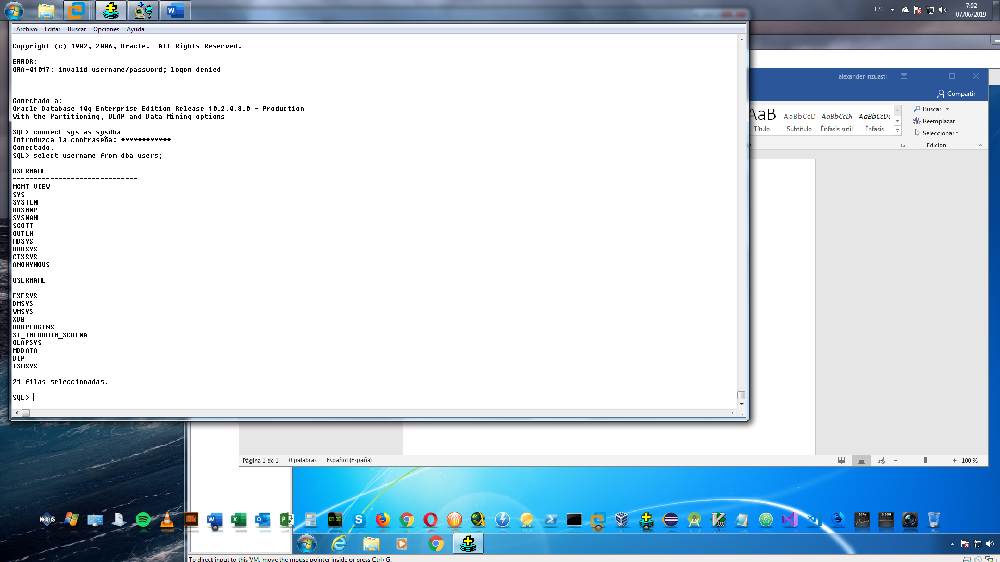 ES
7:02
07/06/2019
Archivo Editar Buscar Opciones Ayuda
Copyright (c) 1982, 2006, Oracle.  All Rights Reserved.
ERROR:
ORA-01017: invalid username/password; logon denied
Conectado a:
Oracle Database 10g Enterprise Edition Release 10.2.0.3.0 - Production
With the Partitioning, OLAP and Data Mining options
SQL> connect sys as sysdba
Introduzca la contraseña: ************
Conectado.
SQL> select username from dba_users;
USERNAME
------------------------------
MGMT_VIEW
SYS
SYSTEM
DBSNMP
SYSMAN
SCOTT
OUTLN
MDSYS
ORDSYS
CTXSYS
ANONYMOUS
USERNAME
------------------------------
EXFSYS
DMSYS
WMSYS
XDB
ORDPLUGINS
SI_INFORMTN_SCHEMA
OLAPSYS
MDDATA
DIP
TSMSYS
21 filas seleccionadas.
SQL>
alexander inzuasti
Compartir
AaB AaBbCcD AaBbCcDı AaBbCcDı
Título Subtítulo Énfasis sutil Énfasis
Buscar
Reemplazar
Seleccionar
Edición
Página 1 de 1 0 palabras Español (España)
100 %
NEXUS
07:02
25° C
36%
6,56G
To direct input to this VM, move the mouse pointer inside or press Ctrl+G.